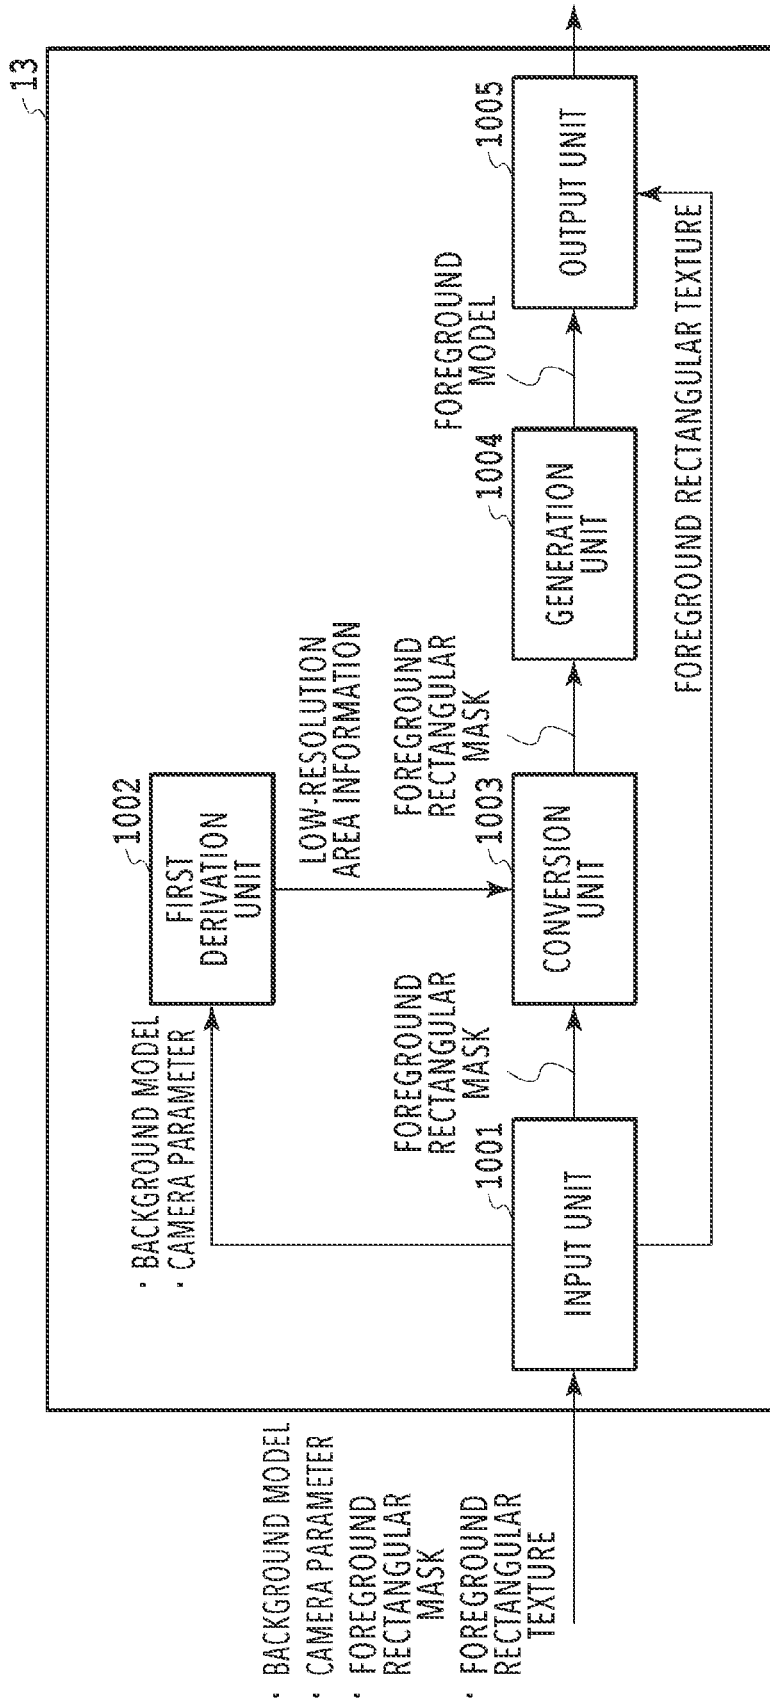 13
1002
FIRST
DERIVATION
UNIT
· BACKGROUND MODEL
· CAMERA PARAMETER
LOW-RESOLUTION
AREA INFORMATION
· BACKGROUND MODEL
· CAMERA PARAMETER
· FOREGROUND
RECTANGULAR
MASK
· FOREGROUND
RECTANGULAR
TEXTURE
1001
INPUT UNIT
FOREGROUND
RECTANGULAR
MASK
1003
CONVERSION
UNIT
FOREGROUND
RECTANGULAR
MASK
1004
GENERATION
UNIT
FOREGROUND
MODEL
1005
OUTPUT UNIT
FOREGROUND RECTANGULAR TEXTURE